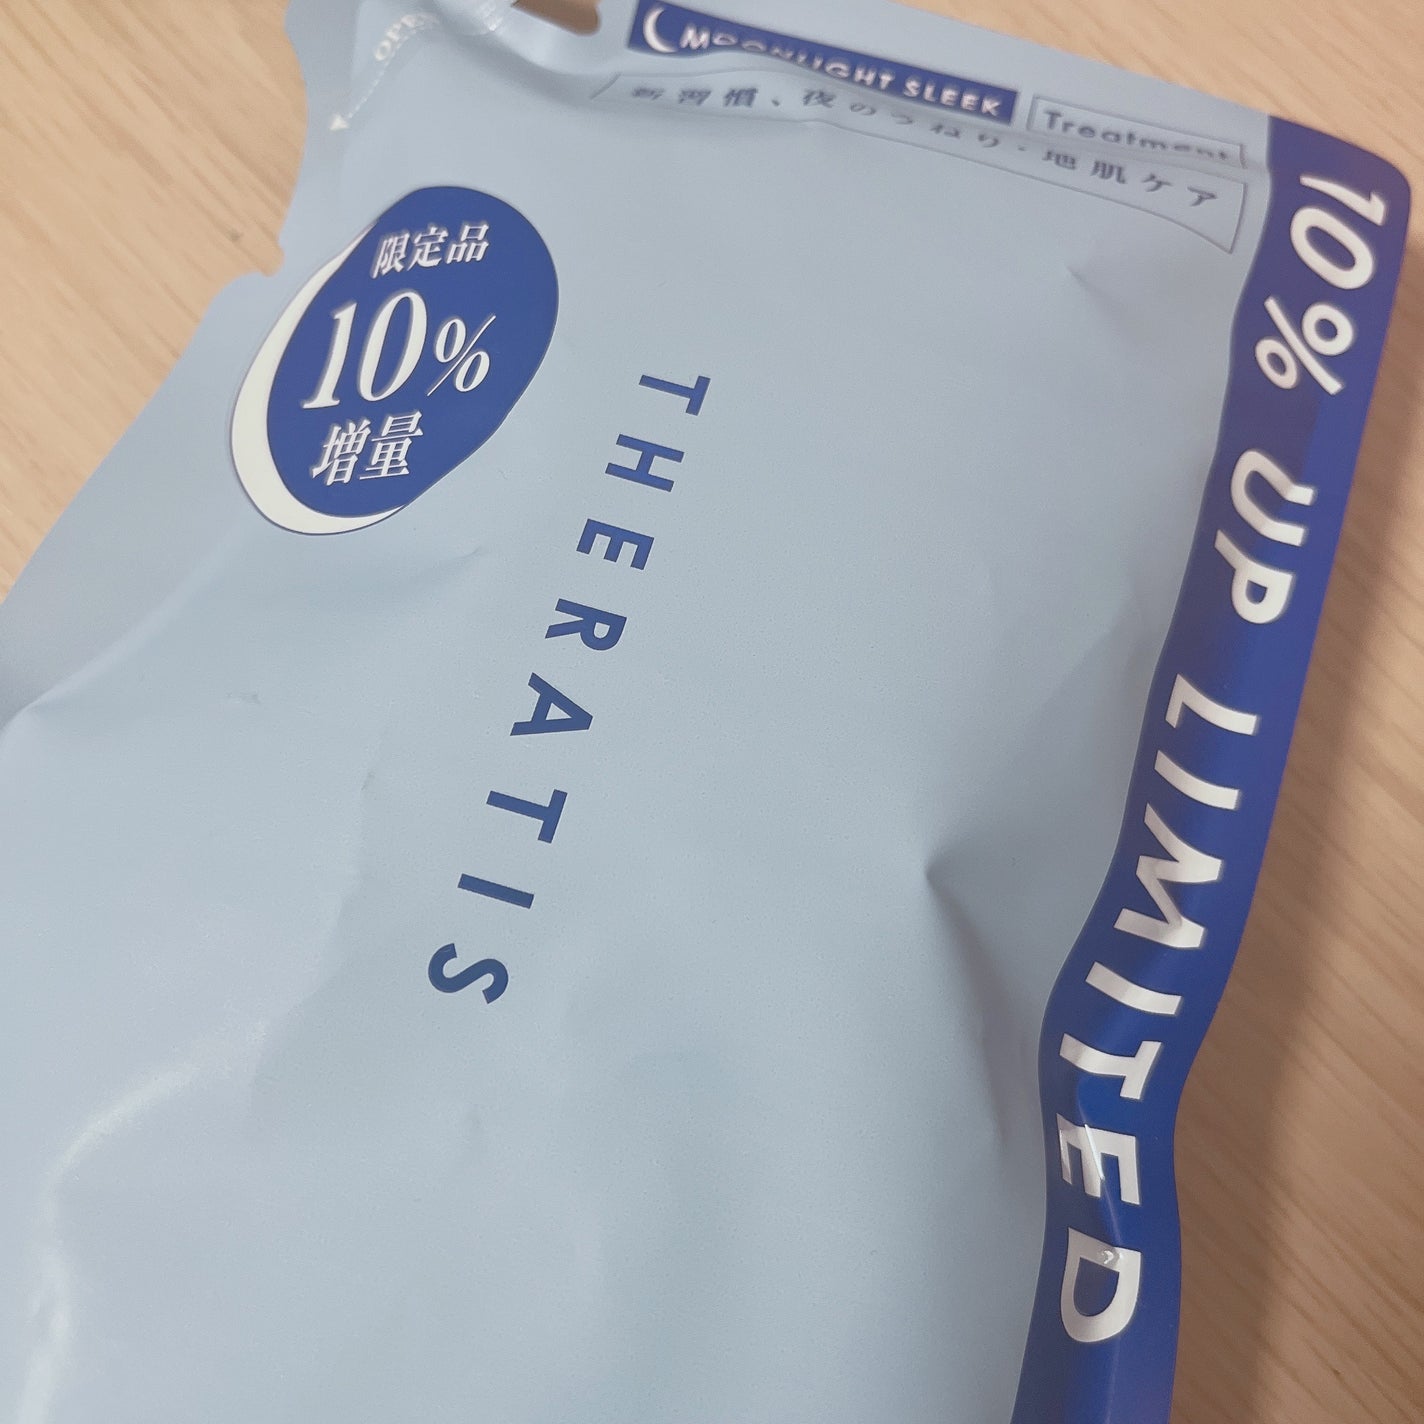 OPEN
MOONLIGHT SLEEK
Treatment
新習慣、夜のうねり・地肌ケア
限定品
10%
増量
THERATIS
10% UP LIMITED